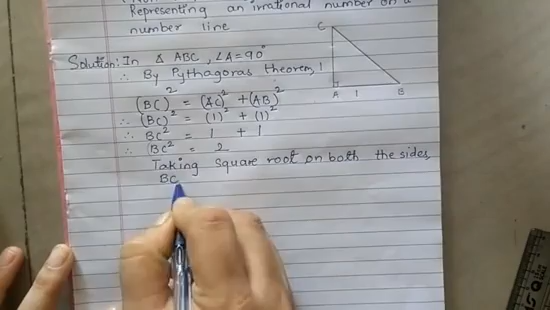 Representing an irrational number on a
number line
Solution: In Δ ABC, ∠A = 90°
∴ By Pythagoras theorem,
(BC)² = (AC)² + (AB)²
∴ (BC)² = (1)² + (1)²
∴ BC² = 1 + 1
∴ BC² = 2
Taking square root on both the sides,
BC
C
1
A 1 B